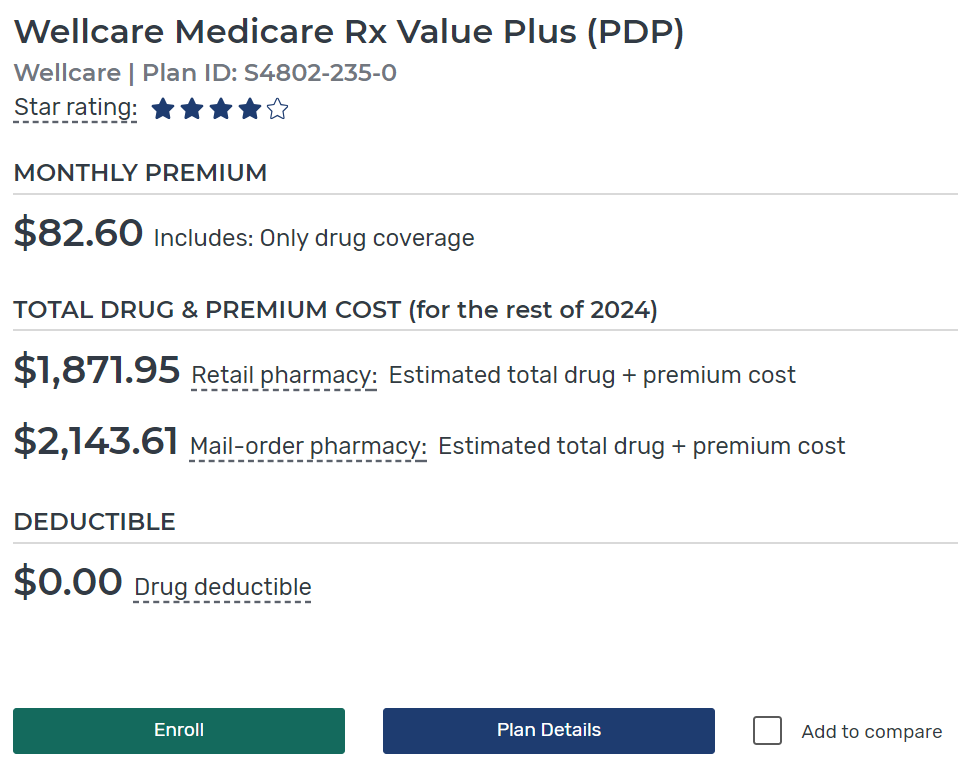 Wellcare Medicare Rx Value Plus (PDP)
Wellcare | Plan ID: S4802-235-0
Star rating:
MONTHLY PREMIUM
$82.60 Includes: Only drug coverage
TOTAL DRUG & PREMIUM COST (for the rest of 2024)
$1,871.95 Retail pharmacy: Estimated total drug + premium cost
$2,143.61 Mail-order pharmacy: Estimated total drug + premium cost
DEDUCTIBLE
$0.00 Drug deductible
Enroll Plan Details Add to compare